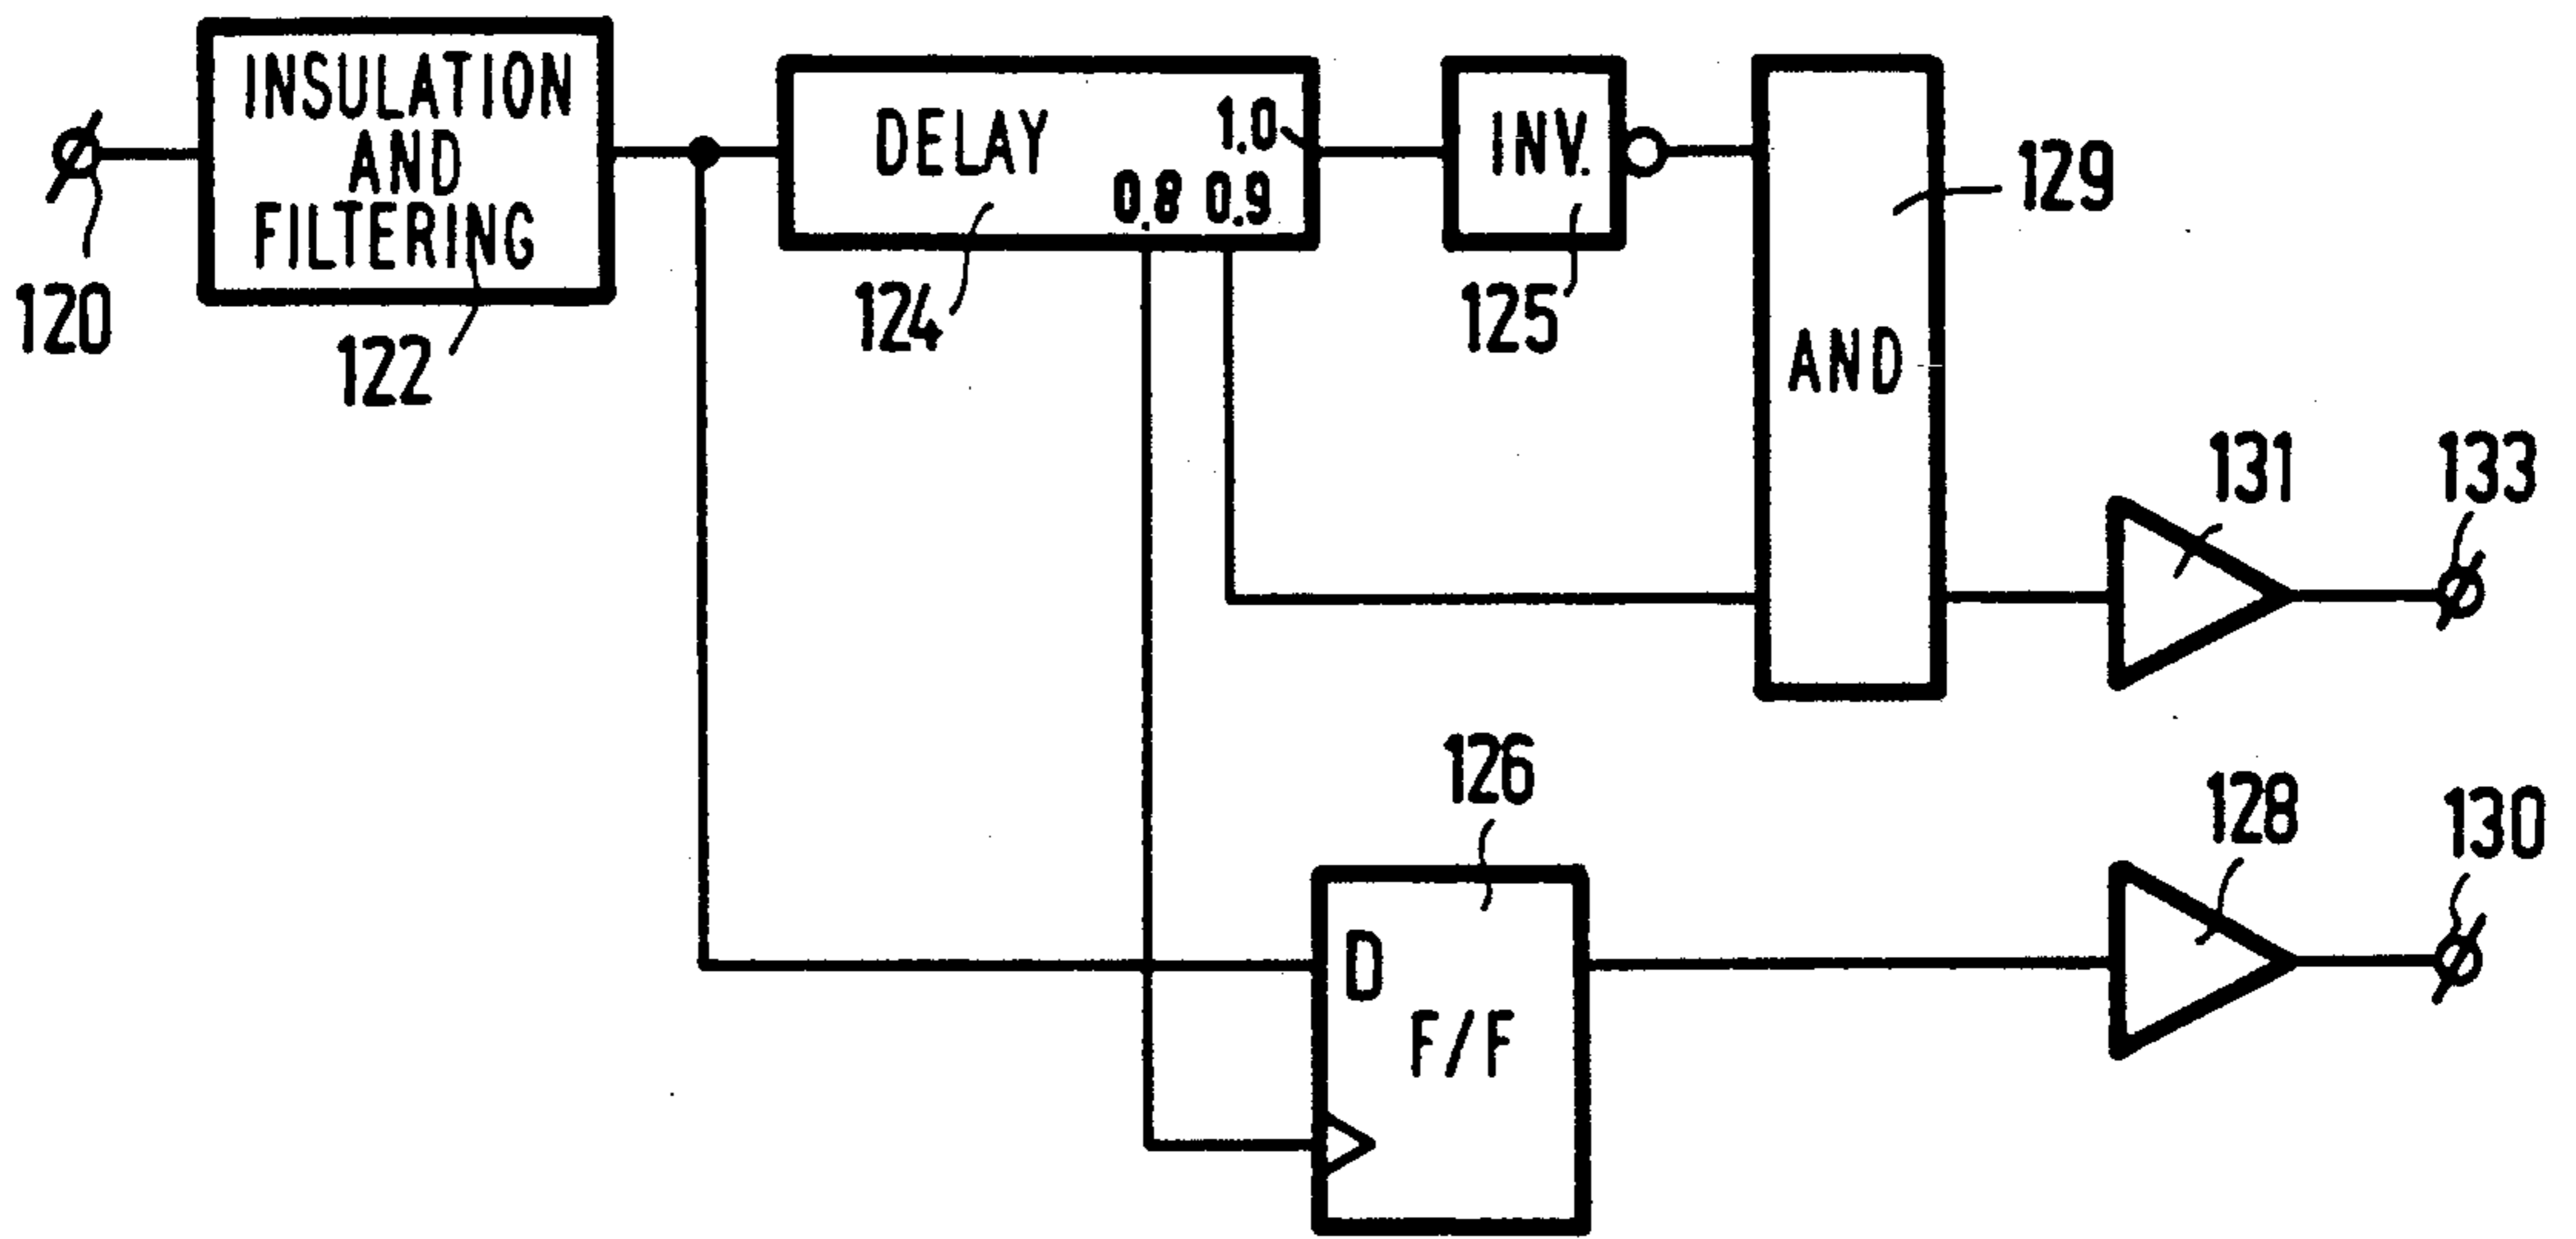 INSULATION
AND
FILTERING
120
122
DELAY
1.0
0.8 0.9
124
INV.
125
AND
129
131
133
126
D
F/F
128
130